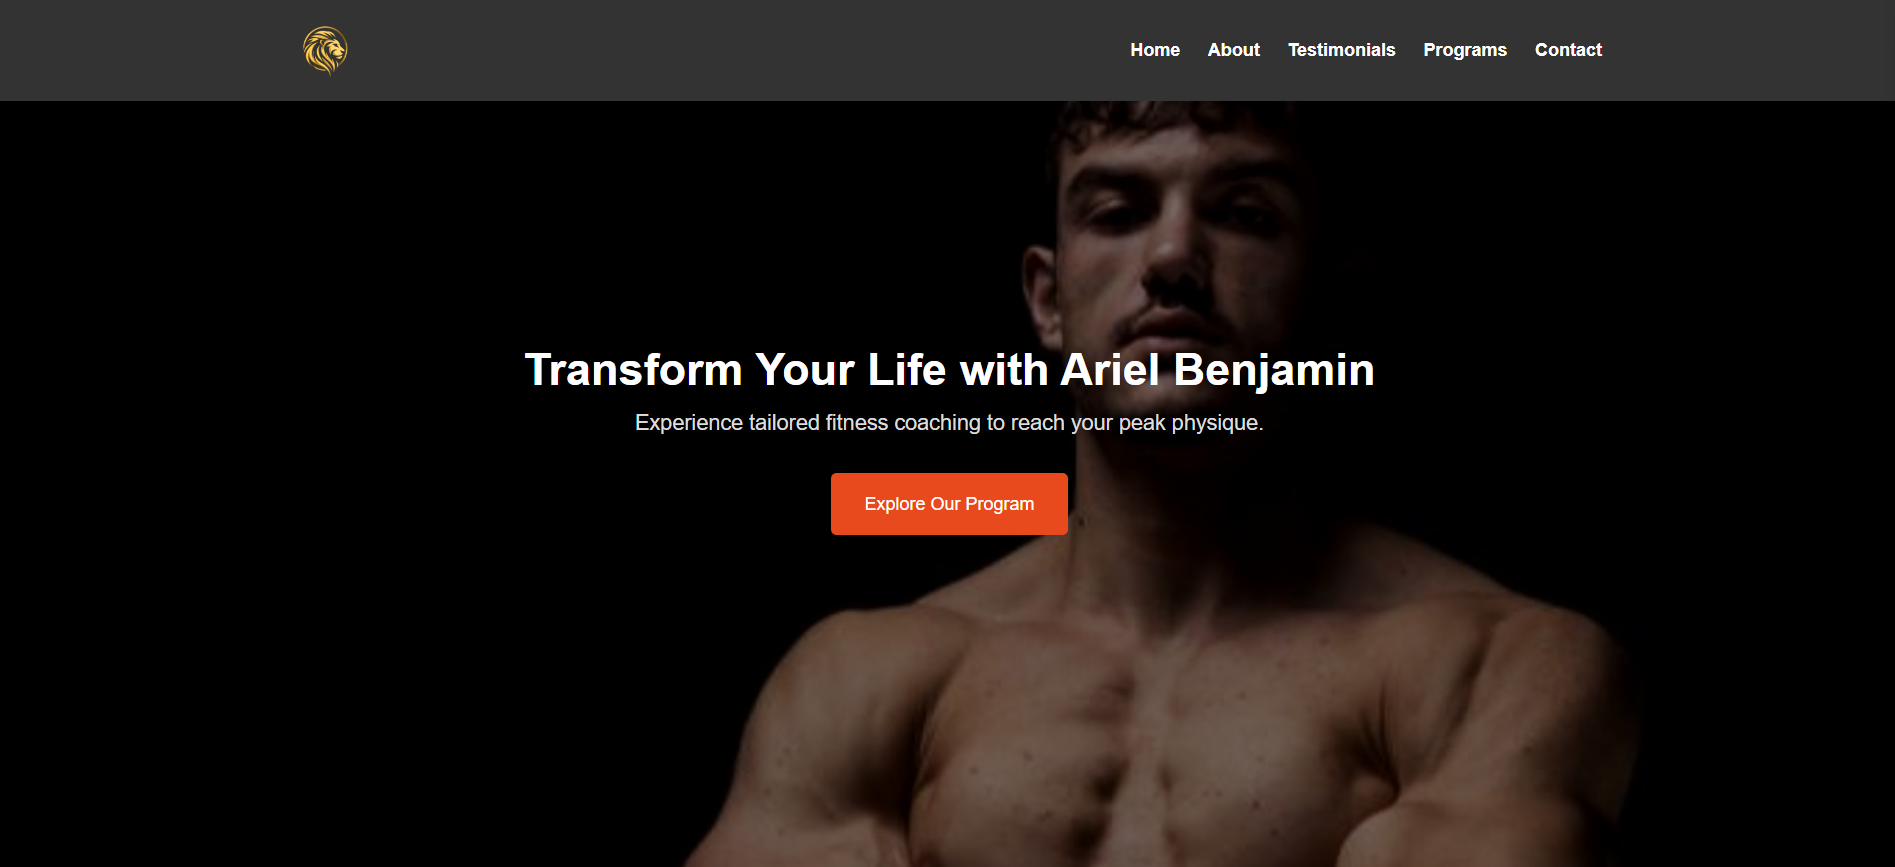 Home About Testimonials Programs Contact
Transform Your Life with Ariel Benjamin
Experience tailored fitness coaching to reach your peak physique.
Explore Our Program